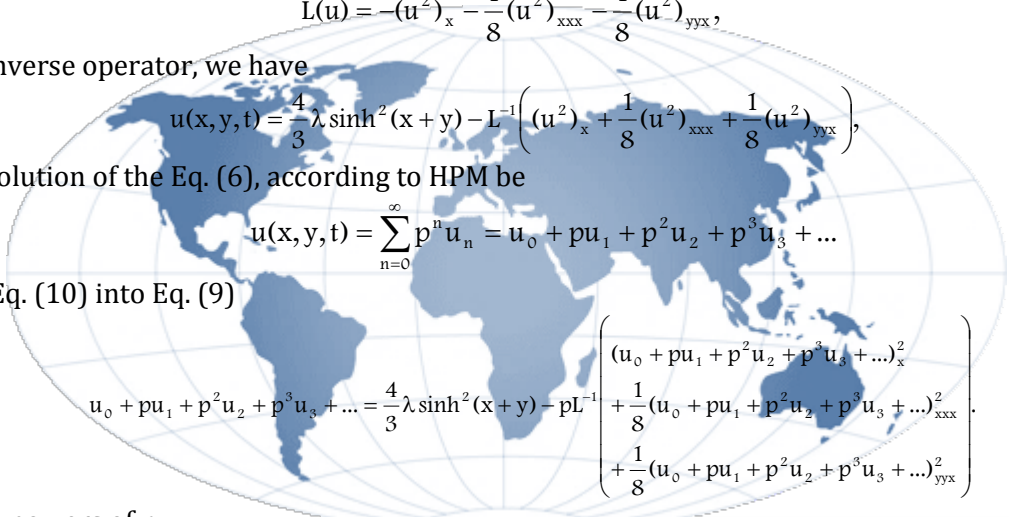 L(u) = −(u²)ₓ − — 8 (u²)ₓₓₓ − — 8 (u²)ᵧᵧₓ,
nverse operator, we have
u(x, y, t) = 4/3 λ sinh²(x + y) − L⁻¹( (u²)ₓ + 1/8 (u²)ₓₓₓ + 1/8 (u²)ᵧᵧₓ ),
olution of the Eq. (6), according to HPM be
u(x, y, t) = ∑_{n=0}^{∞} pⁿuₙ = u₀ + pu₁ + p²u₂ + p³u₃ + ...
Eq. (10) into Eq. (9)
u₀ + pu₁ + p²u₂ + p³u₃ + ... = 4/3 λ sinh²(x + y) − pL⁻¹ ( (u₀ + pu₁ + p²u₂ + p³u₃ + ...)²ₓ
+ 1/8 (u₀ + pu₁ + p²u₂ + p³u₃ + ...)²ₓₓₓ
+ 1/8 (u₀ + pu₁ + p²u₂ + p³u₃ + ...)²ᵧᵧₓ ).